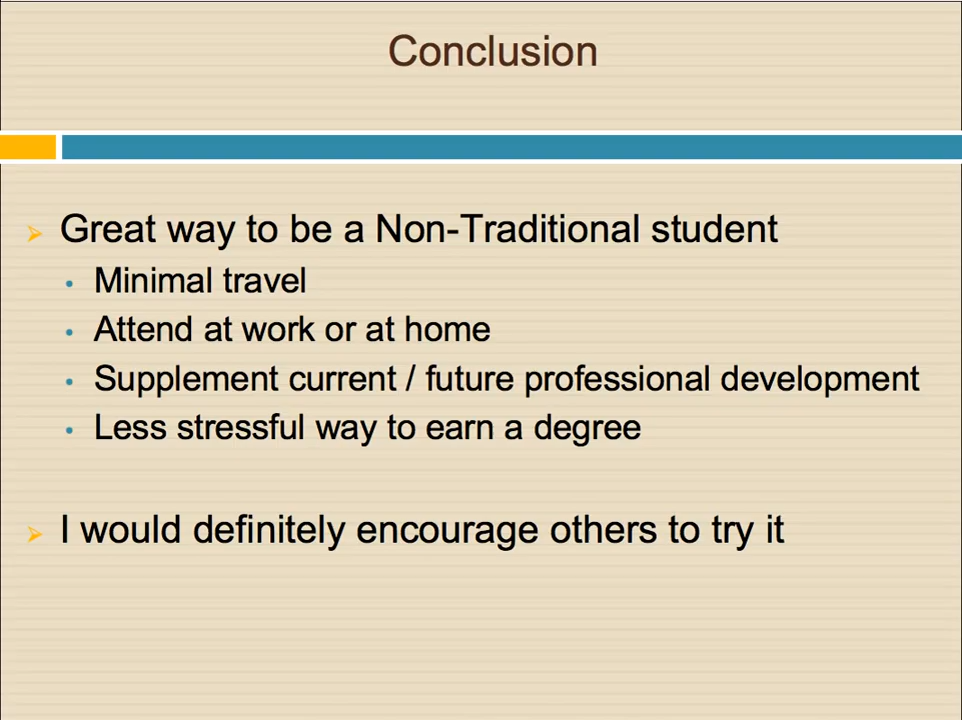 Conclusion
Great way to be a Non-Traditional student
Minimal travel
Attend at work or at home
Supplement current / future professional development
Less stressful way to earn a degree
I would definitely encourage others to try it